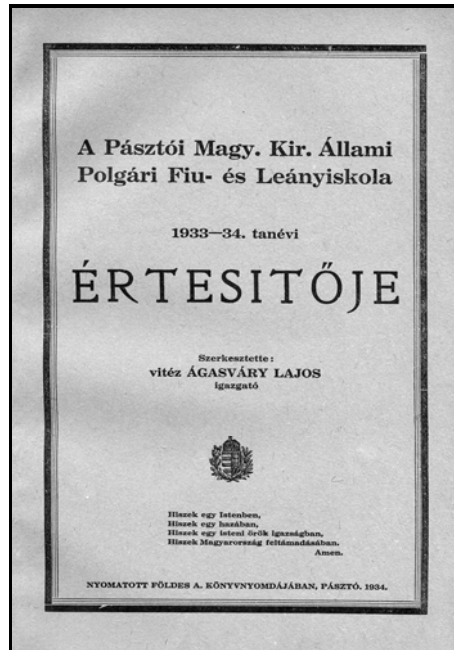 A Pásztói Magy. Kir. Állami
Polgári Fiu- és Leányiskola
1933—34. tanévi
ÉRTESITŐJE
Szerkesztette:
vitéz ÁGASVÁRY LAJOS
igazgató
Hiszek egy Istenben,
Hiszek egy hazában,
Hiszek egy isteni örök igazságban,
Hiszek Magyarország feltámadásában.
Amen.
NYOMATOTT FÖLDES A. KÖNYVNYOMDÁJÁBAN, PÁSZTÓ. 1934.